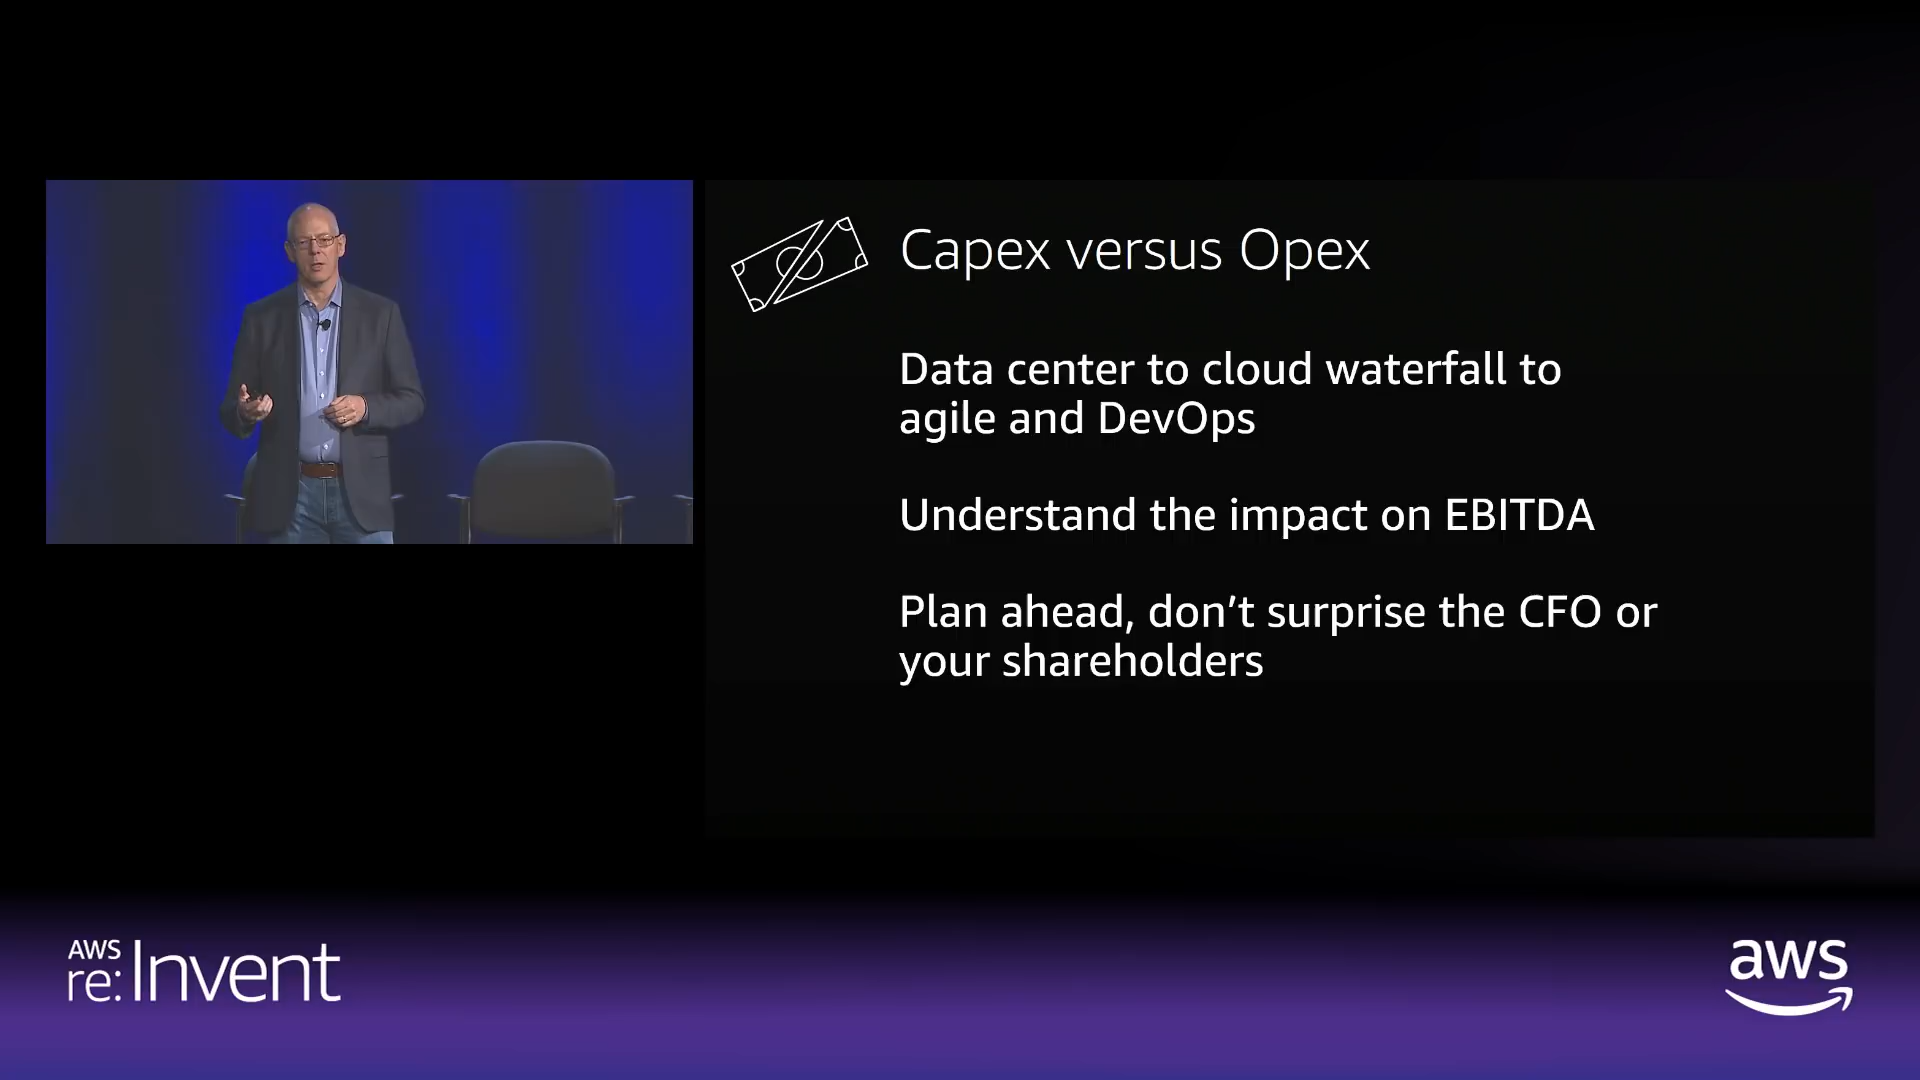 Capex versus Opex
Data center to cloud waterfall to
agile and DevOps
Understand the impact on EBITDA
Plan ahead, don’t surprise the CFO or
your shareholders
AWS
re:Invent
aws